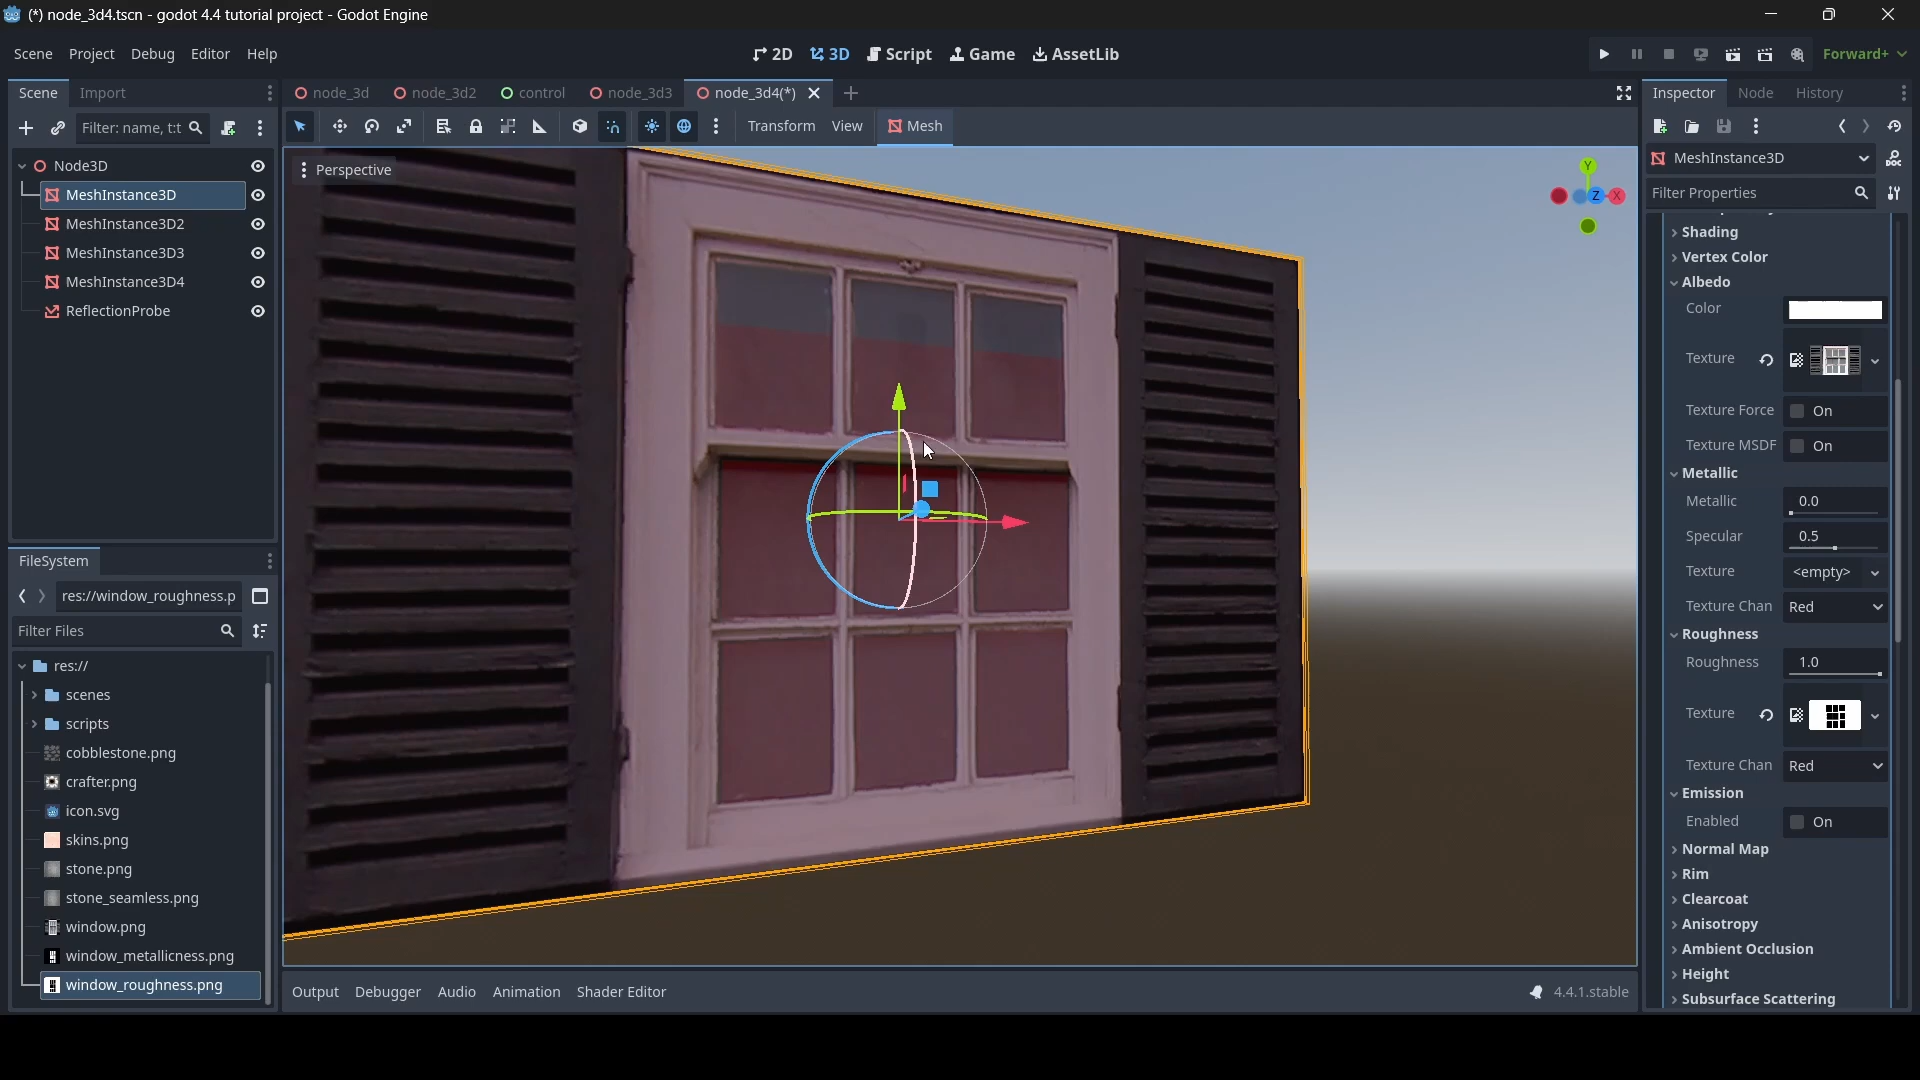 (*) node_3d4.tscn - godot 4.4 tutorial project - Godot Engine
Scene Project Debug Editor Help
2D 3D Script Game AssetLib
Forward+
Scene Import
Filter: name, t:t
Node3D
MeshInstance3D
MeshInstance3D2
MeshInstance3D3
MeshInstance3D4
ReflectionProbe
FileSystem
res://window_roughness.p
Filter Files
res://
scenes
scripts
cobblestone.png
crafter.png
icon.svg
skins.png
stone.png
stone_seamless.png
window.png
window_metallicness.png
window_roughness.png
node_3d node_3d2 control node_3d3 node_3d4(*)
Transform View Mesh
Perspective
Y
Z X
Output Debugger Audio Animation Shader Editor
4.4.1.stable
Inspector Node History
MeshInstance3D
Filter Properties
Shading
Vertex Color
Albedo
Color
Texture
Texture Force On
Texture MSDF On
Metallic
Metallic 0.0
Specular 0.5
Texture <empty>
Texture Chan Red
Roughness
Roughness 1.0
Texture
Texture Chan Red
Emission
Enabled On
Normal Map
Rim
Clearcoat
Anisotropy
Ambient Occlusion
Height
Subsurface Scattering